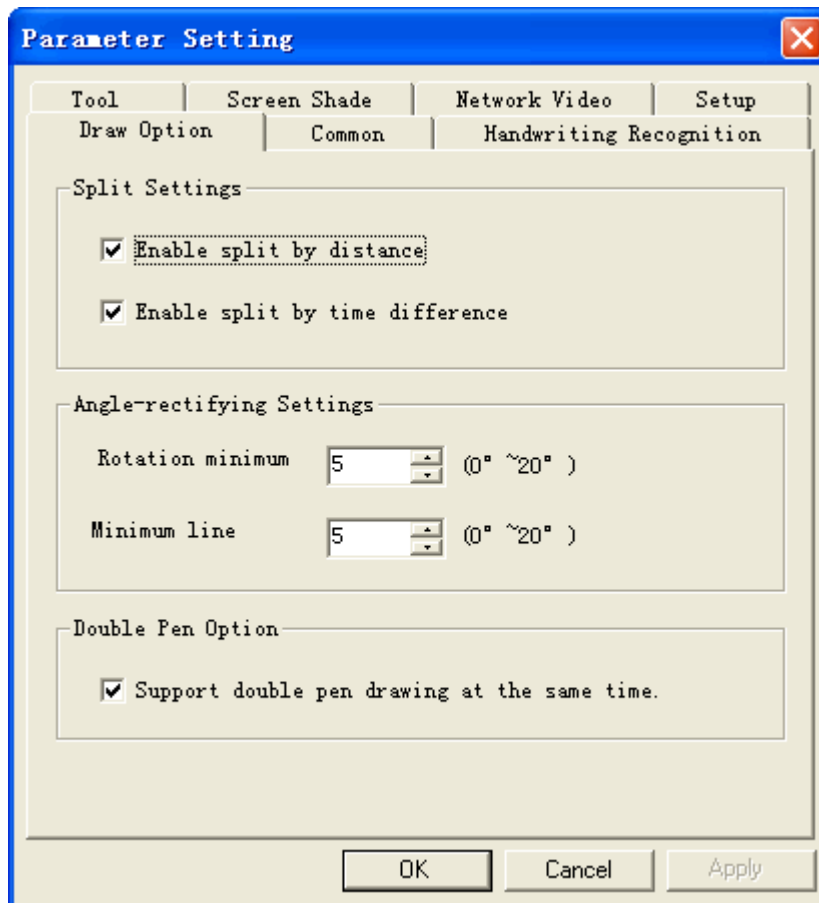 Parameter Setting
Tool Screen Shade Network Video Setup
Draw Option Common Handwriting Recognition
Split Settings
Enable split by distance
Enable split by time difference
Angle-rectifying Settings
Rotation minimum 5 (0° ~20° )
Minimum line 5 (0° ~20° )
Double Pen Option
Support double pen drawing at the same time.
OK Cancel Apply